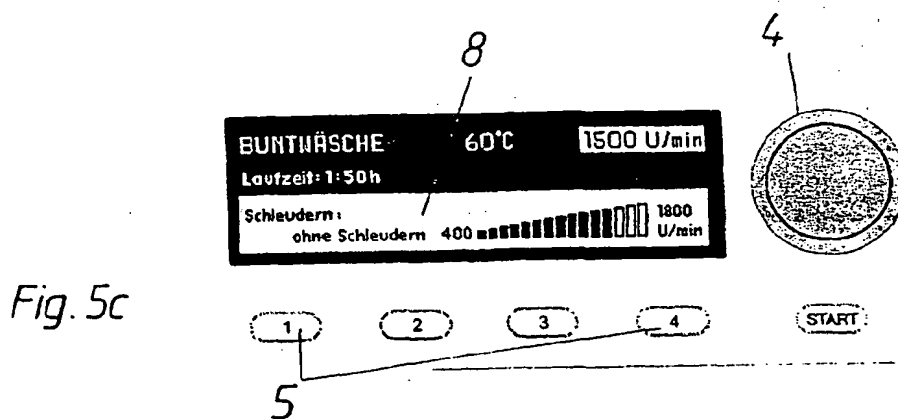 8
4
BUNTWÄSCHE 60°C 1500 U/min
Laufzeit: 1:50h
Schleudern:
ohne Schleudern 400 1800
U/min
Fig. 5c
1 2 3 4 START
5